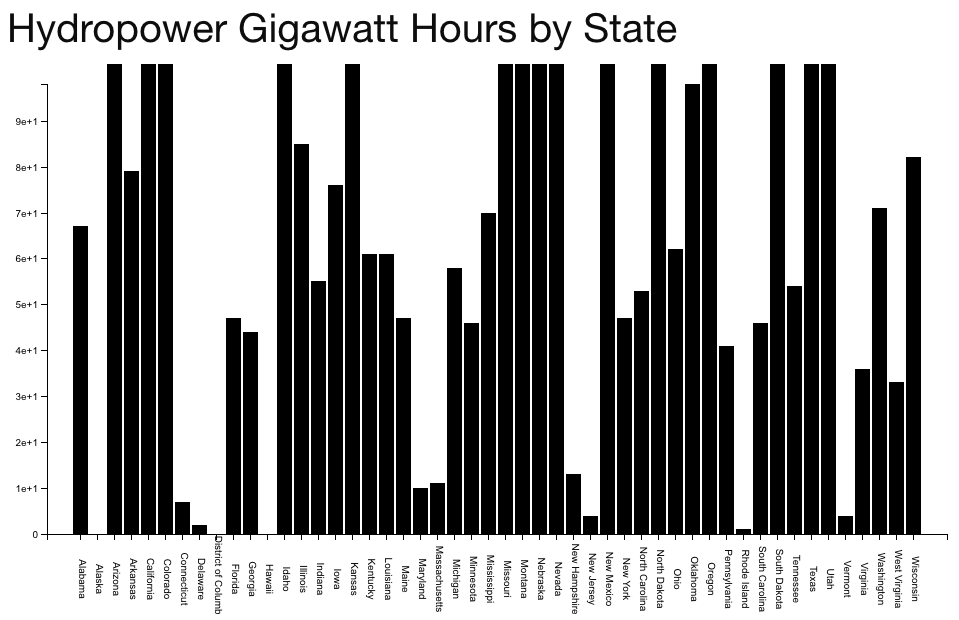 Hydropower Gigawatt Hours by State
9e+1
8e+1
7e+1
6e+1
5e+1
4e+1
3e+1
2e+1
1e+1
0
Alabama
Alaska
Arizona
Arkansas
California
Colorado
Connecticut
Delaware
District of Columb
Florida
Georgia
Hawaii
Idaho
Illinois
Indiana
Iowa
Kansas
Kentucky
Louisiana
Maine
Maryland
Massachusetts
Michigan
Minnesota
Mississippi
Missouri
Montana
Nebraska
Nevada
New Hampshire
New Jersey
New Mexico
New York
North Carolina
North Dakota
Ohio
Oklahoma
Oregon
Pennsylvania
Rhode Island
South Carolina
South Dakota
Tennessee
Texas
Utah
Vermont
Virginia
Washington
West Virginia
Wisconsin